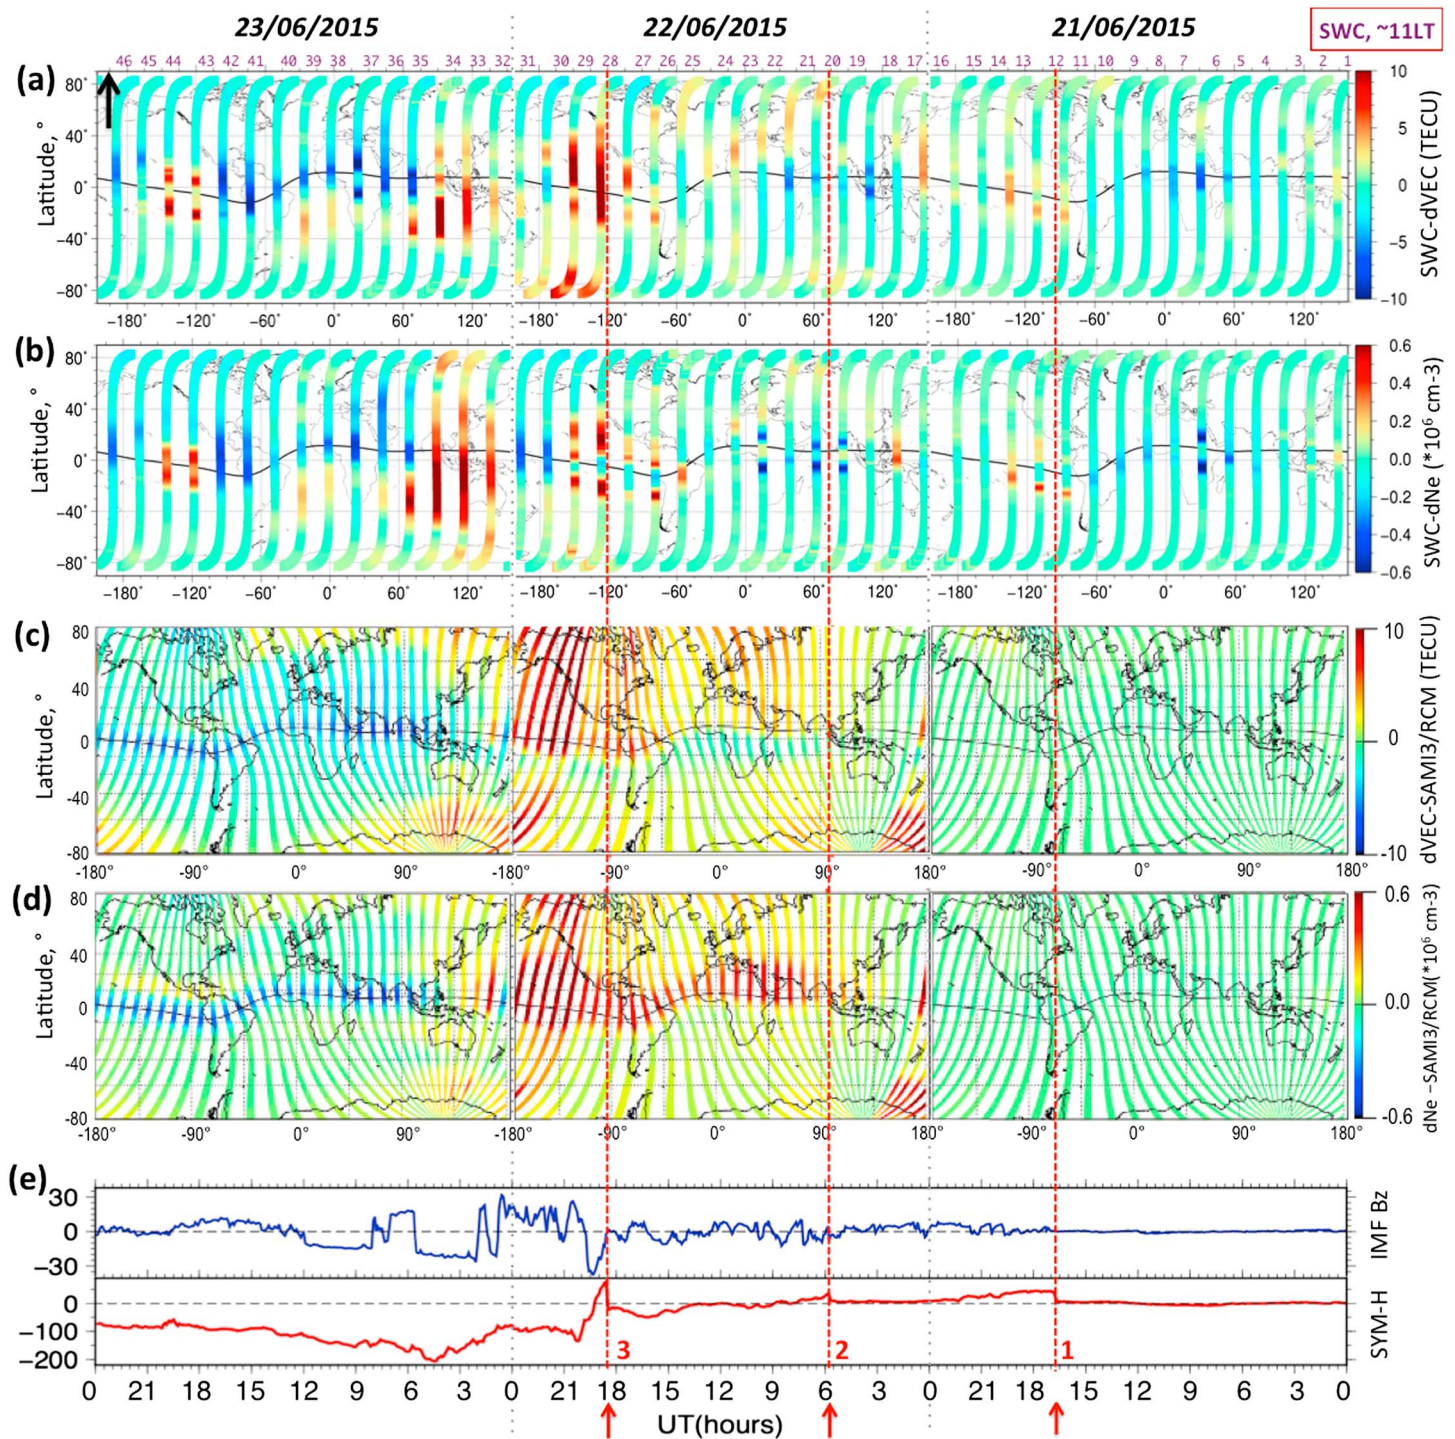 23/06/2015 22/06/2015 21/06/2015 SWC, ~11LT
46 45 44 43 42 41 40 39 38 37 36 35 34 33 32 31 30 29 28 27 26 25 24 23 22 21 20 19 18 17 16 15 14 13 12 11 10 9 8 7 6 5 4 3 2 1
(a)
Latitude, °
80° 40° 0° −40° −80°
−180° −120° −60° 0° 60° 120° −180° −120° −60° 0° 60° 120° −180° −120° −60° 0° 60° 120°
10 5 0 −5 −10
SWC-dVEC (TECU)
(b)
Latitude, °
80° 40° 0° −40° −80°
−180° −120° −60° 0° 60° 120° −180° −120° −60° 0° 60° 120° −180° −120° −60° 0° 60° 120°
0.6 0.4 0.2 0.0 −0.2 −0.4 −0.6
SWC-dNe (*10⁶ cm-3)
(c)
Latitude, °
80 40 0 -40 -80
-180° -90° 0° 90° -180° -90° 0° 90° 180° -90° 0° 90° 180°
10 0 -10
dVEC-SAMI3/RCM (TECU)
(d)
Latitude, °
80 40 0 -40 -80
-180° -90° 0° 90° -180° -90° 0° 90° 180° -90° 0° 90° 180°
0.6 0.0 -0.6
dNe –SAMI3/RCM(*10⁶ cm-3)
(e)
30 0 −30
IMF Bz
0 −100 −200
SYM-H
3 2 1
0 21 18 15 12 9 6 3 0 21 18 15 12 9 6 3 0 21 18 15 12 9 6 3 0
UT(hours)